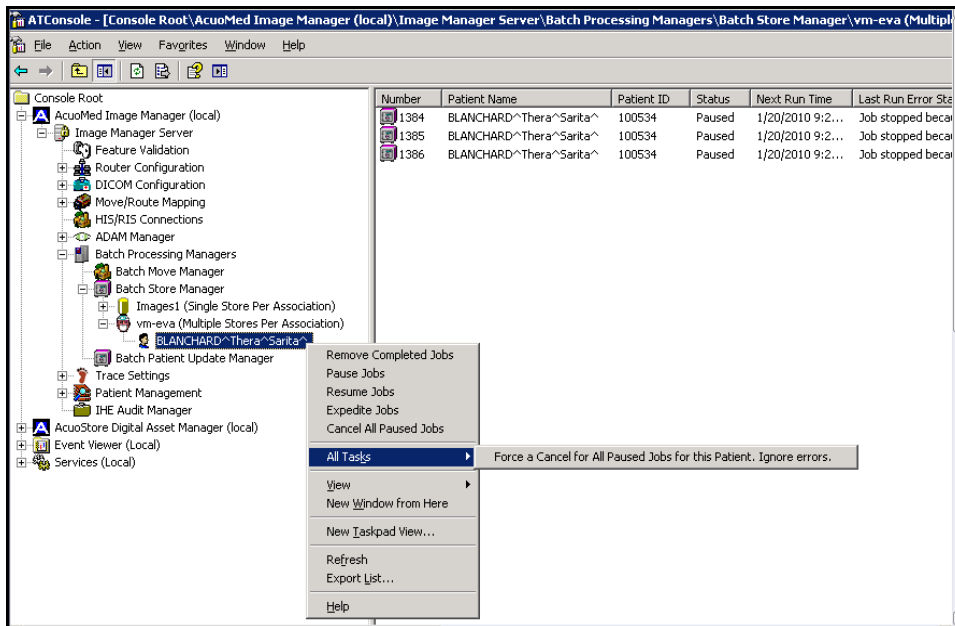 ATConsole - [Console Root\AcuoMed Image Manager (local)\Image Manager Server\Batch Processing Managers\Batch Store Manager\vm-eva (Multipl
File Action View Favorites Window Help
Console Root
AcuoMed Image Manager (local)
Image Manager Server
Feature Validation
Router Configuration
DICOM Configuration
Move/Route Mapping
HIS/RIS Connections
ADAM Manager
Batch Processing Managers
Batch Move Manager
Batch Store Manager
Images1 (Single Store Per Association)
vm-eva (Multiple Stores Per Association)
BLANCHARD^Thera^Sarita^
Batch Patient Update Manager
Trace Settings
Patient Management
IHE Audit Manager
AcuoStore Digital Asset Manager (local)
Event Viewer (Local)
Services (Local)
Number Patient Name Patient ID Status Next Run Time Last Run Error Sta
1384 BLANCHARD^Thera^Sarita^ 100534 Paused 1/20/2010 9:2... Job stopped becau
1385 BLANCHARD^Thera^Sarita^ 100534 Paused 1/20/2010 9:2... Job stopped becau
1386 BLANCHARD^Thera^Sarita^ 100534 Paused 1/20/2010 9:2... Job stopped becau
Remove Completed Jobs
Pause Jobs
Resume Jobs
Expedite Jobs
Cancel All Paused Jobs
All Tasks
Force a Cancel for All Paused Jobs for this Patient. Ignore errors.
View
New Window from Here
New Taskpad View...
Refresh
Export List...
Help